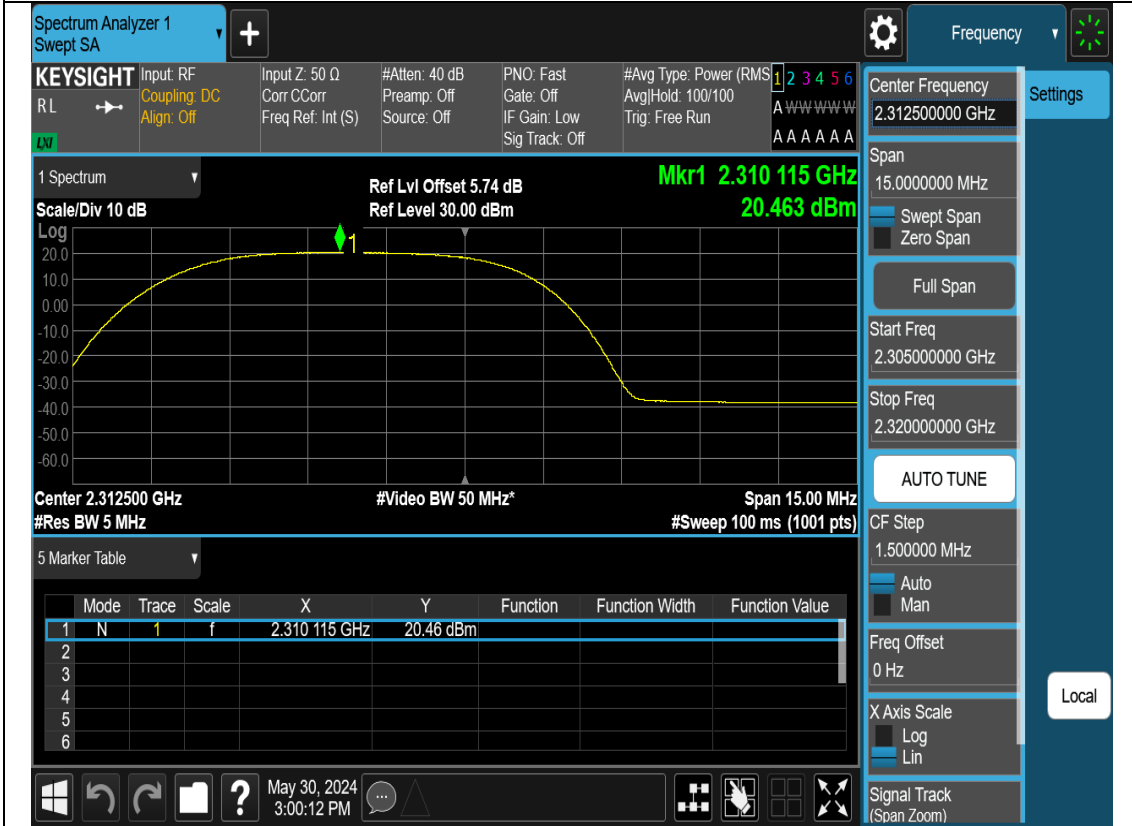 Spectrum Analyzer 1
Swept SA
+
Frequency
KEYSIGHT
R L
LXI
Input: RF
Coupling: DC
Align: Off
Input Z: 50 Ω
Corr CCorr
Freq Ref: Int (S)
#Atten: 40 dB
Preamp: Off
Source: Off
PNO: Fast
Gate: Off
IF Gain: Low
Sig Track: Off
#Avg Type: Power (RMS
Avg|Hold: 100/100
Trig: Free Run
1 2 3 4 5 6
A W W W W W
A A A A A A
1 Spectrum
Ref Lvl Offset 5.74 dB
Mkr1 2.310 115 GHz
Scale/Div 10 dB
Ref Level 30.00 dBm
20.463 dBm
Log
1
20.0
10.0
0.00
-10.0
-20.0
-30.0
-40.0
-50.0
-60.0
Center 2.312500 GHz
#Video BW 50 MHz*
Span 15.00 MHz
#Res BW 5 MHz
#Sweep 100 ms (1001 pts)
5 Marker Table
Mode Trace Scale X Y Function Function Width Function Value
1 N 1 f 2.310 115 GHz 20.46 dBm
2
3
4
5
6
May 30, 2024
3:00:12 PM
?
Center Frequency
2.312500000 GHz
Settings
Span
15.0000000 MHz
Swept Span
Zero Span
Full Span
Start Freq
2.305000000 GHz
Stop Freq
2.320000000 GHz
AUTO TUNE
CF Step
1.500000 MHz
Auto
Man
Freq Offset
0 Hz
Local
X Axis Scale
Log
Lin
Signal Track
(Span Zoom)